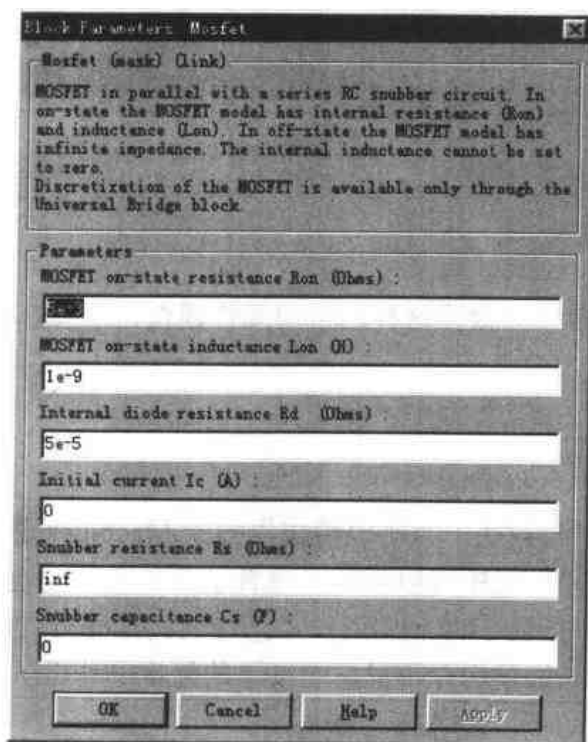 Block Parameters: Mosfet
Mosfet (mask) (link)
MOSFET in parallel with a series RC snubber circuit. In
on-state the MOSFET model has internal resistance (Ron)
and inductance (Lon). In off-state the MOSFET model has
infinite impedance. The internal inductance cannot be set
to zero.
Discretization of the MOSFET is available only through the
Universal Bridge block.
Parameters
MOSFET on-state resistance Ron (Ohms) :
MOSFET on-state inductance Lon (H) :
1e-9
Internal diode resistance Rd (Ohms) :
5e-5
Initial current Ic (A) :
0
Snubber resistance Rs (Ohms) :
inf
Snubber capacitance Cs (F) :
0
OK
Cancel
Help
Apply